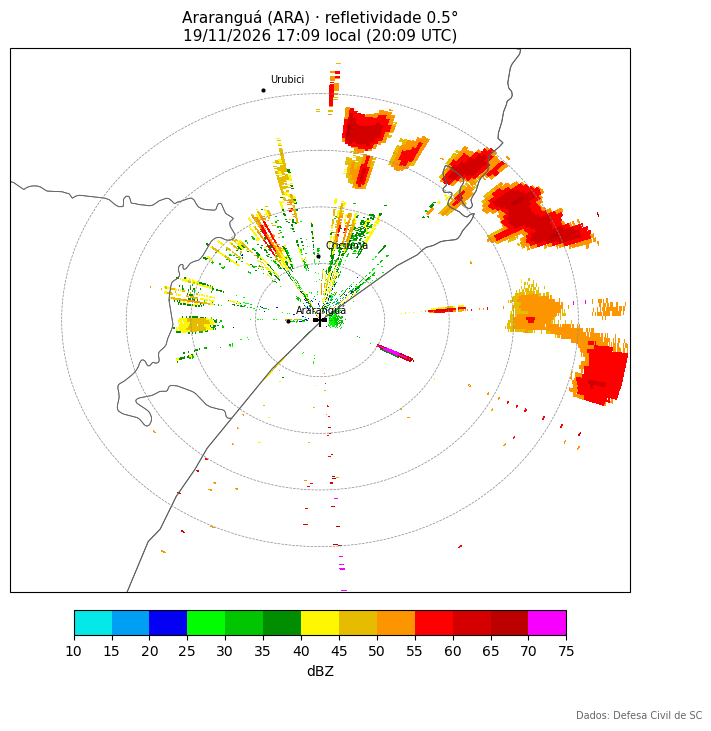 Araranguá (ARA) · refletividade 0.5°
19/11/2026 17:09 local (20:09 UTC)
Urubici
Criciúma
Araranguá
10 15 20 25 30 35 40 45 50 55 60 65 70 75
dBZ
Dados: Defesa Civil de SC